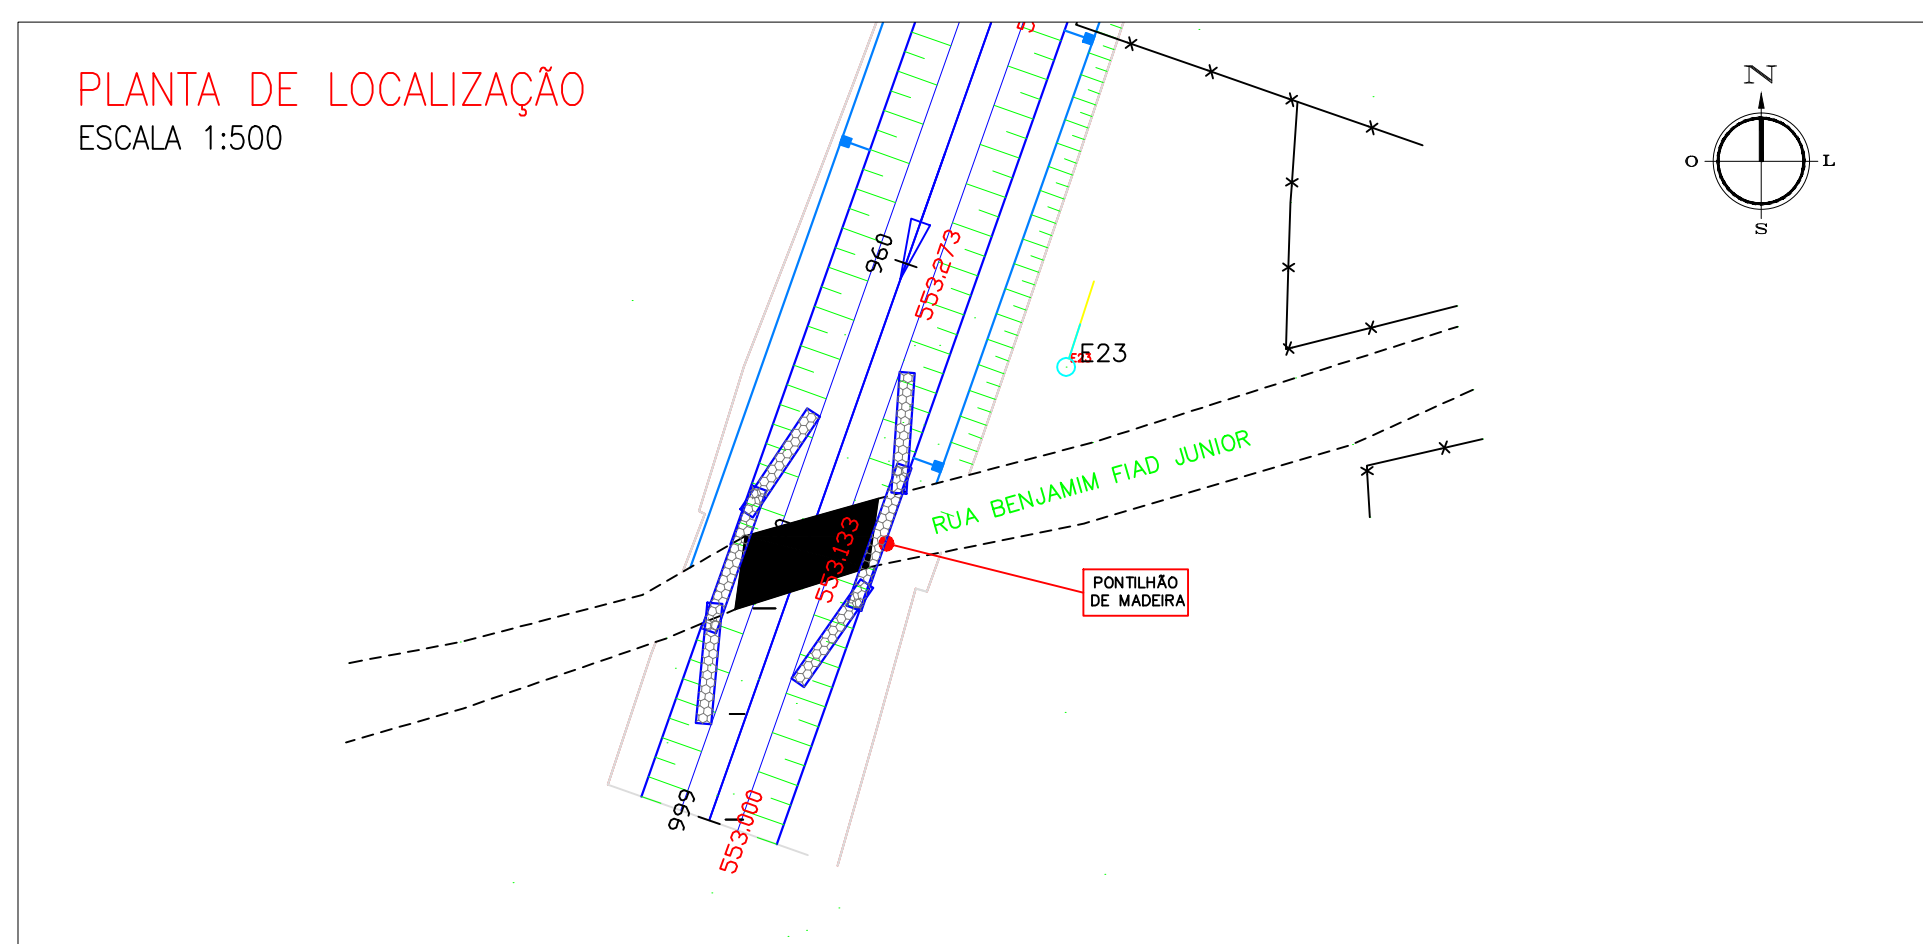 PLANTA DE LOCALIZAÇÃO
ESCALA 1:500
N
O
L
S
960
553.273
E23
E23
RUA BENJAMIM FIAD JUNIOR
553.133
PONTILHÃO
DE MADEIRA
999
553.000